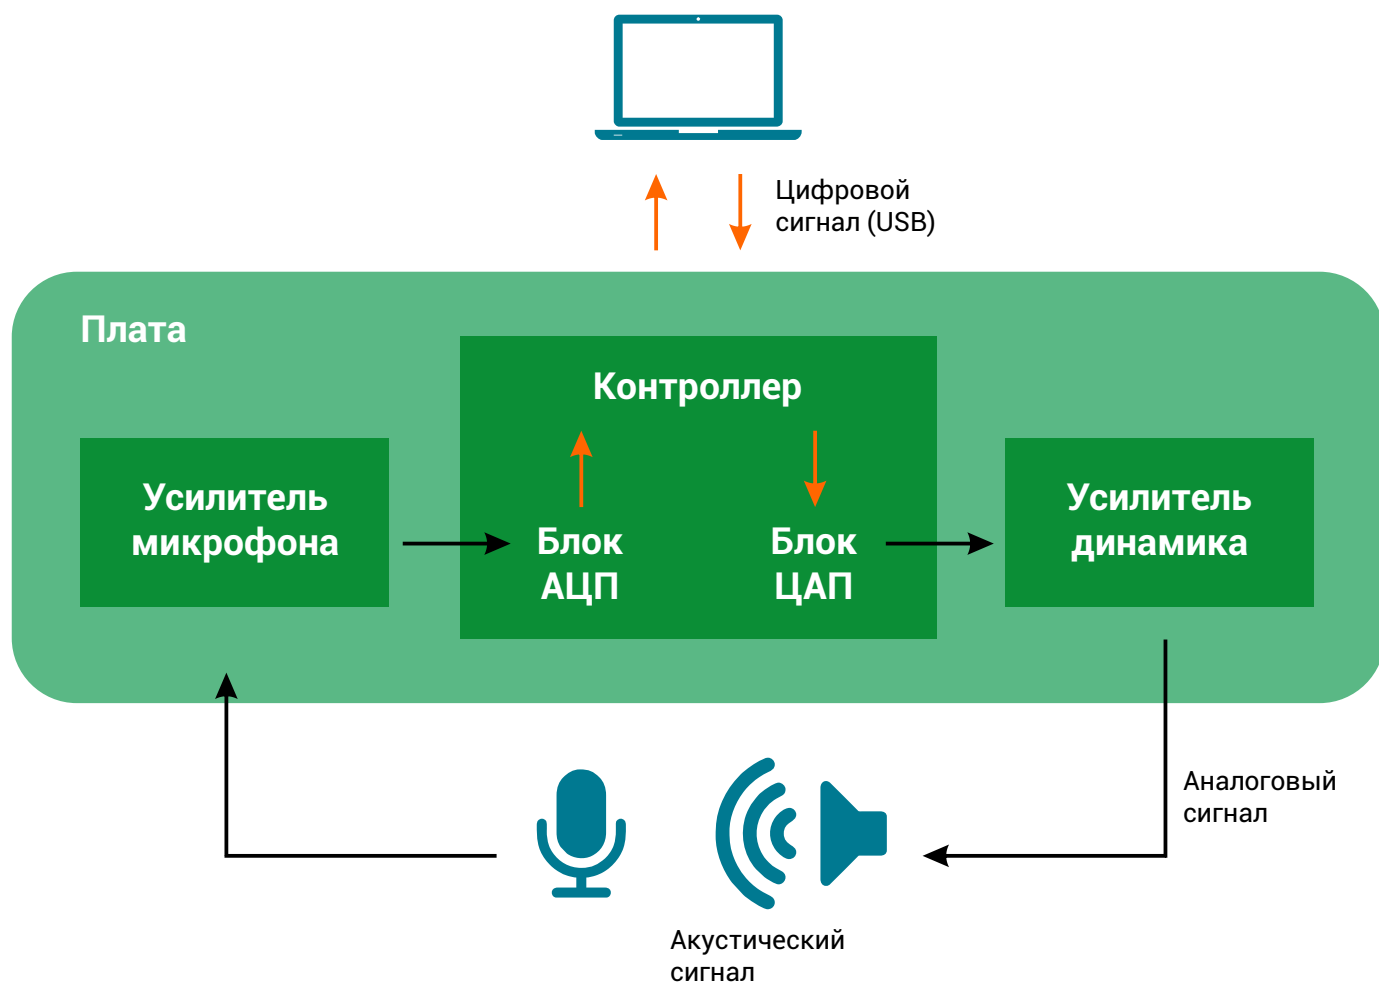 Цифровой
сигнал (USB)
Плата
Контроллер
Усилитель
микрофона
Блок
АЦП
Блок
ЦАП
Усилитель
динамика
Аналоговый
сигнал
Акустический
сигнал